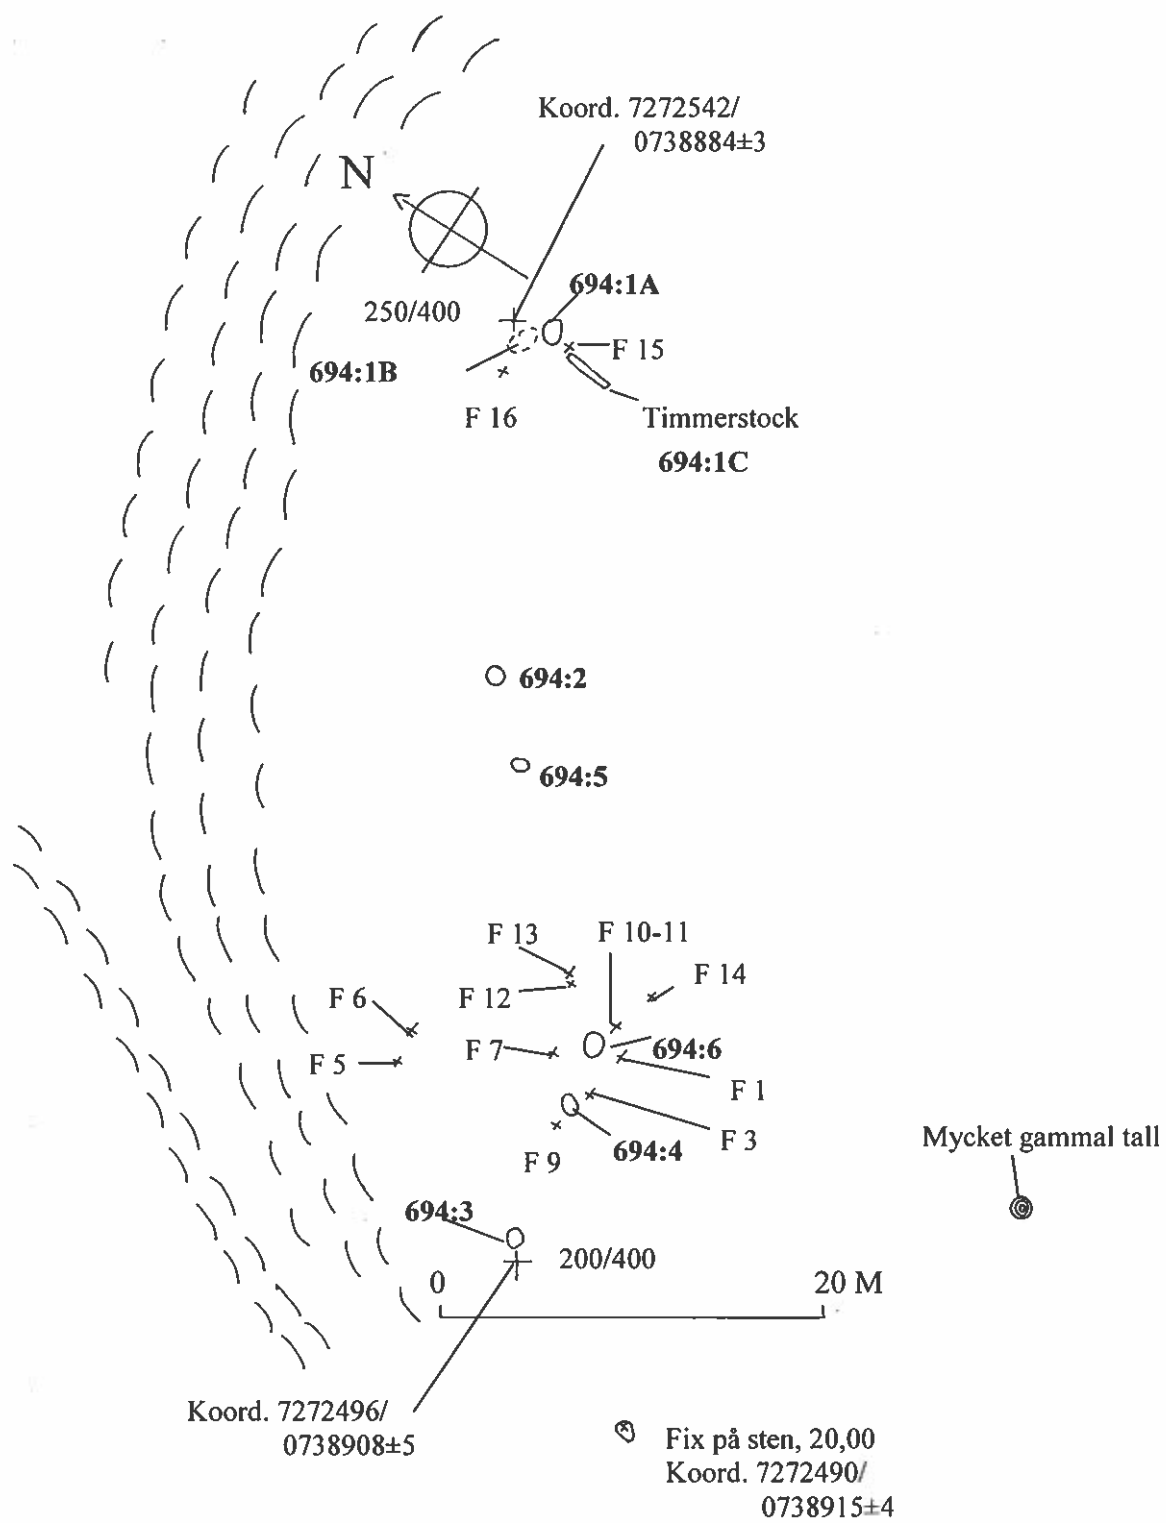 Koord. 7272542/
0738884±3
N
694:1A
250/400
F 15
694:1B
F 16
Timmerstock
694:1C
694:2
694:5
F 13
F 10-11
F 14
F 12
F 6
F 7
694:6
F 5
F 1
F 3
694:4
F 9
Mycket gammal tall
694:3
200/400
0
20 M
Koord. 7272496/
0738908±5
Fix på sten, 20,00
Koord. 7272490/
0738915±4